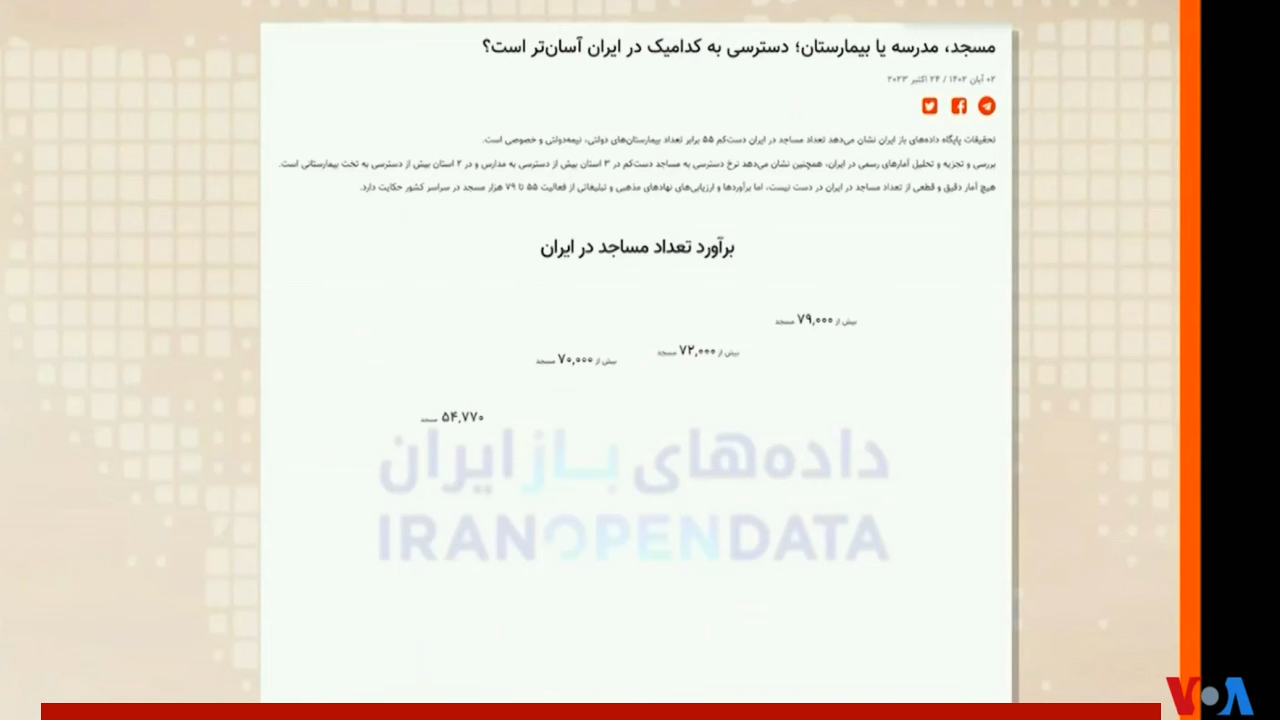 مسجد، مدرسه یا بیمارستان؛ دسترسی به کدامیک در ایران آسان‌تر است؟
۰۲ آبان ۱۴۰۲ / ۲۴ اکتبر ۲۰۲۳
تحقیقات پایگاه داده‌های باز ایران نشان می‌دهد تعداد مساجد در ایران دست‌کم ۵۵ برابر تعداد بیمارستان‌های دولتی، نیمه‌دولتی و خصوصی است.
بررسی و تجزیه و تحلیل آمارهای رسمی در ایران، همچنین نشان می‌دهد نرخ دسترسی به مساجد دست‌کم در ۳ استان بیش از دسترسی به مدارس و در ۲ استان بیش از دسترسی به تخت بیمارستانی است.
هیچ آمار دقیق و قطعی از تعداد مساجد در ایران در دست نیست، اما برآوردها و ارزیابی‌های نهادهای مذهبی و تبلیغاتی از فعالیت ۵۵ تا ۷۹ هزار مسجد در سراسر کشور حکایت دارد.
برآورد تعداد مساجد در ایران
بیش از ۷۹,۰۰۰ مسجد
بیش از ۷۲,۰۰۰ مسجد
بیش از ۷۰,۰۰۰ مسجد
۵۴,۷۷۰ مسجد
داده‌های باز ایران
IRANOPENDATA
VOA